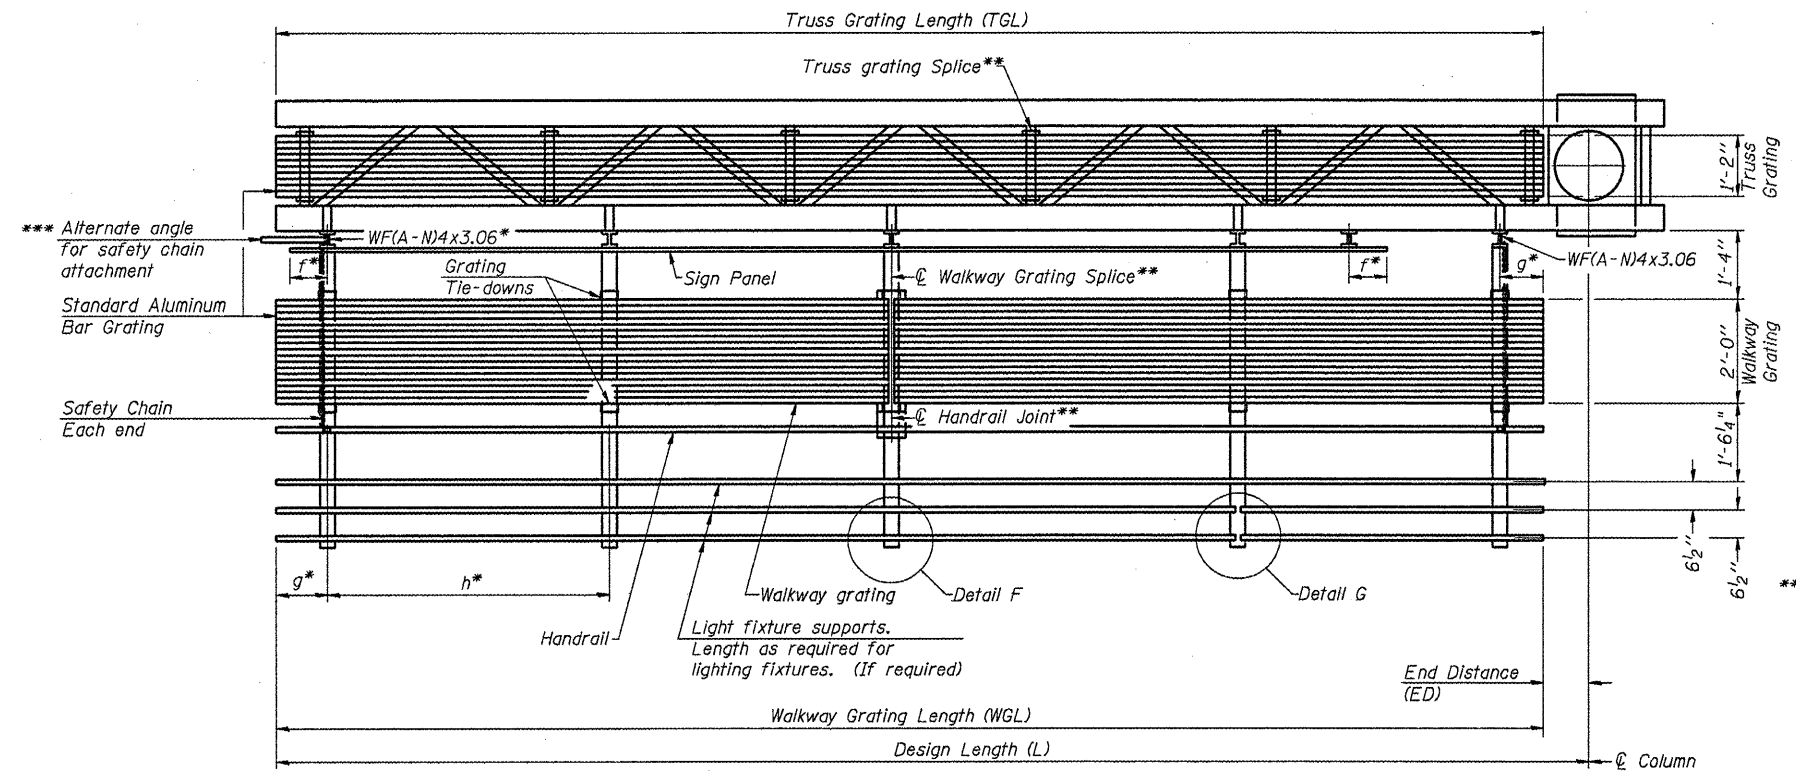 Truss Grating Length (TGL)
Truss grating Splice**
1'-2"
Truss
Grating
*** Alternate angle
for safety chain
attachment
WF(A-N)4x3.06*
WF(A-N)4x3.06
f*
Grating
Tie-downs
Sign Panel
℄ Walkway Grating Splice**
f*
g*
1'-4"
Standard Aluminum
Bar Grating
2'-0"
Walkway
Grating
Safety Chain
Each end
℄ Handrail Joint**
1'-6¼"
6½"
6½"
**
g*
h*
Walkway grating
Detail F
Detail G
Handrail
Light fixture supports.
Length as required for
lighting fixtures. (If required)
End Distance
(ED)
Walkway Grating Length (WGL)
Design Length (L)
℄ Column